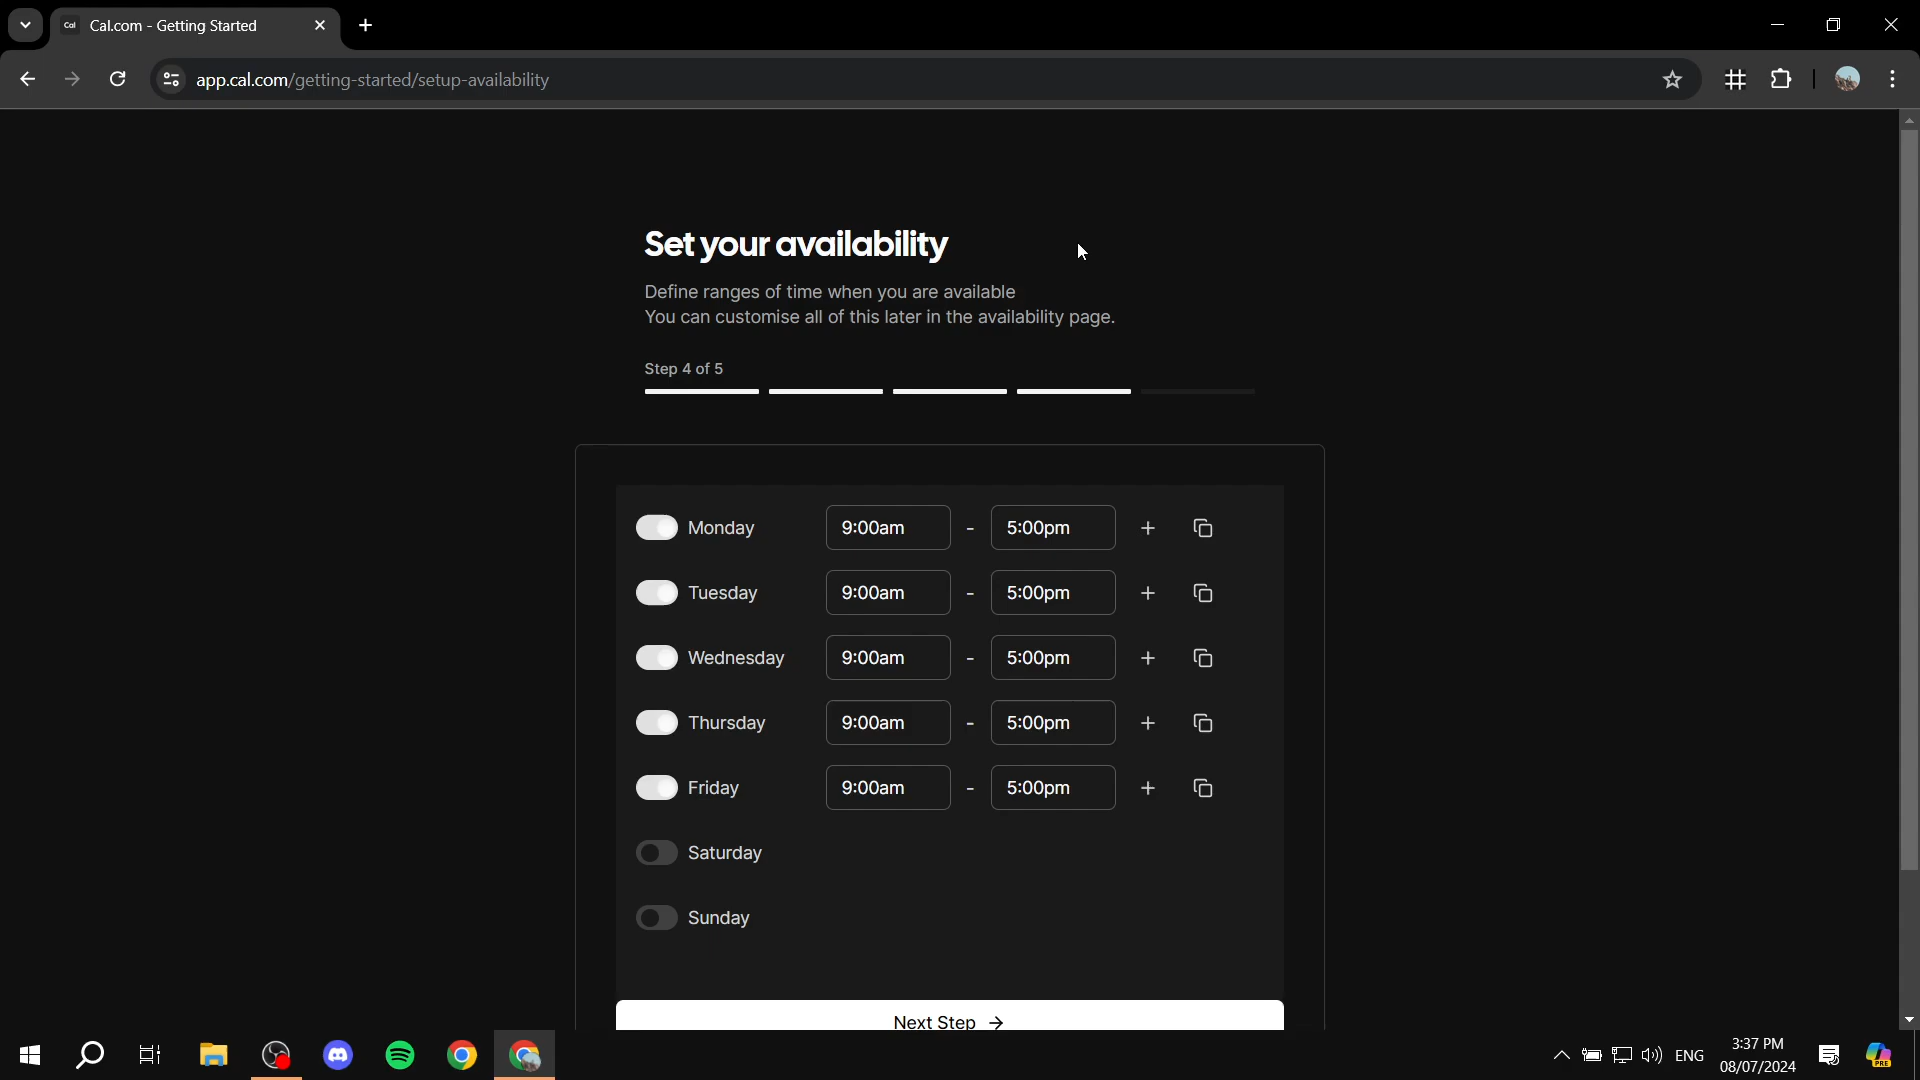 Cal Cal.com - Getting Started
app.cal.com/getting-started/setup-availability
Set your availability
Define ranges of time when you are available
You can customise all of this later in the availability page.
Step 4 of 5
Monday 9:00am - 5:00pm
Tuesday 9:00am - 5:00pm
Wednesday 9:00am - 5:00pm
Thursday 9:00am - 5:00pm
Friday 9:00am - 5:00pm
Saturday
Sunday
Next Step
ENG
3:37 PM
08/07/2024
PRE